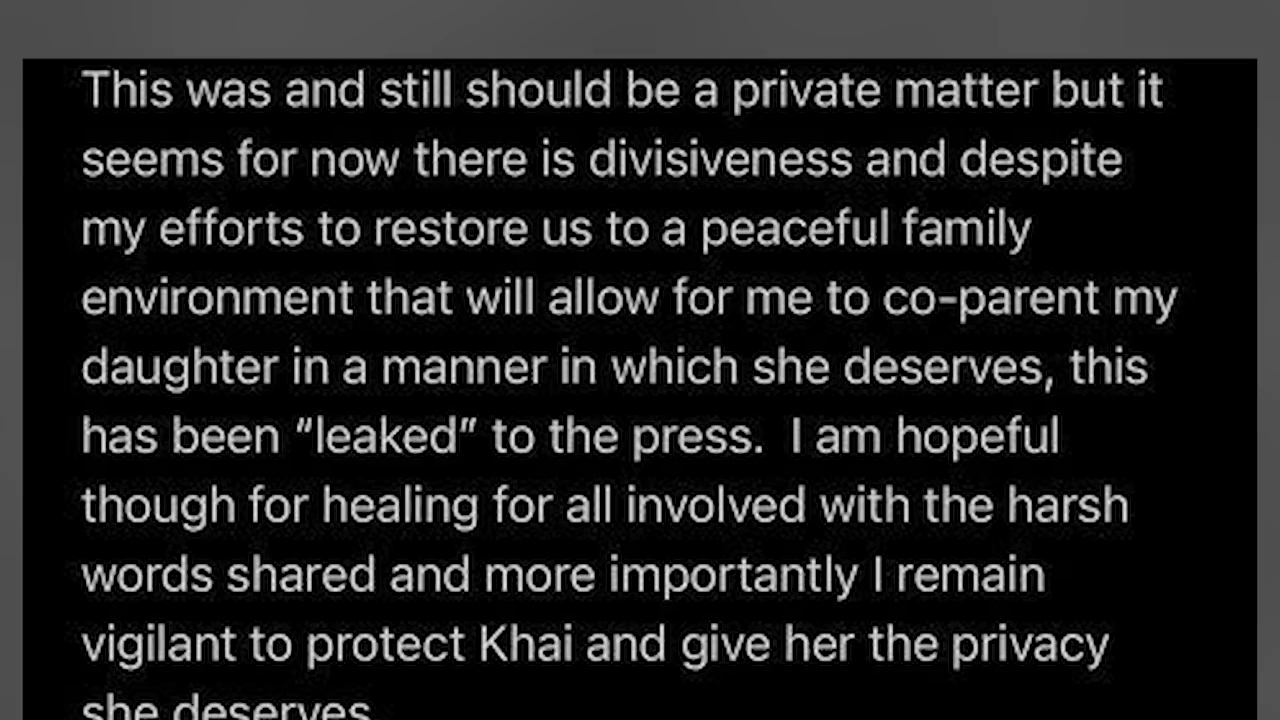 This was and still should be a private matter but it
seems for now there is divisiveness and despite
my efforts to restore us to a peaceful family
environment that will allow for me to co-parent my
daughter in a manner in which she deserves, this
has been “leaked” to the press.  I am hopeful
though for healing for all involved with the harsh
words shared and more importantly I remain
vigilant to protect Khai and give her the privacy
she deserves.